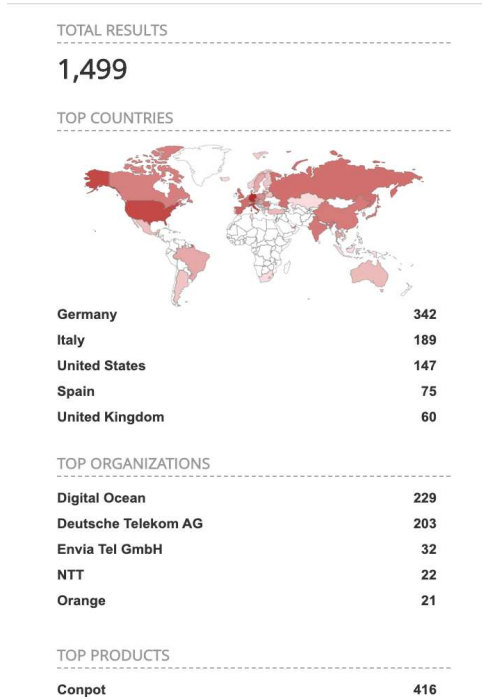 TOTAL RESULTS
1,499
TOP COUNTRIES
Germany 342
Italy 189
United States 147
Spain 75
United Kingdom 60
TOP ORGANIZATIONS
Digital Ocean 229
Deutsche Telekom AG 203
Envia Tel GmbH 32
NTT 22
Orange 21
TOP PRODUCTS
Conpot 416